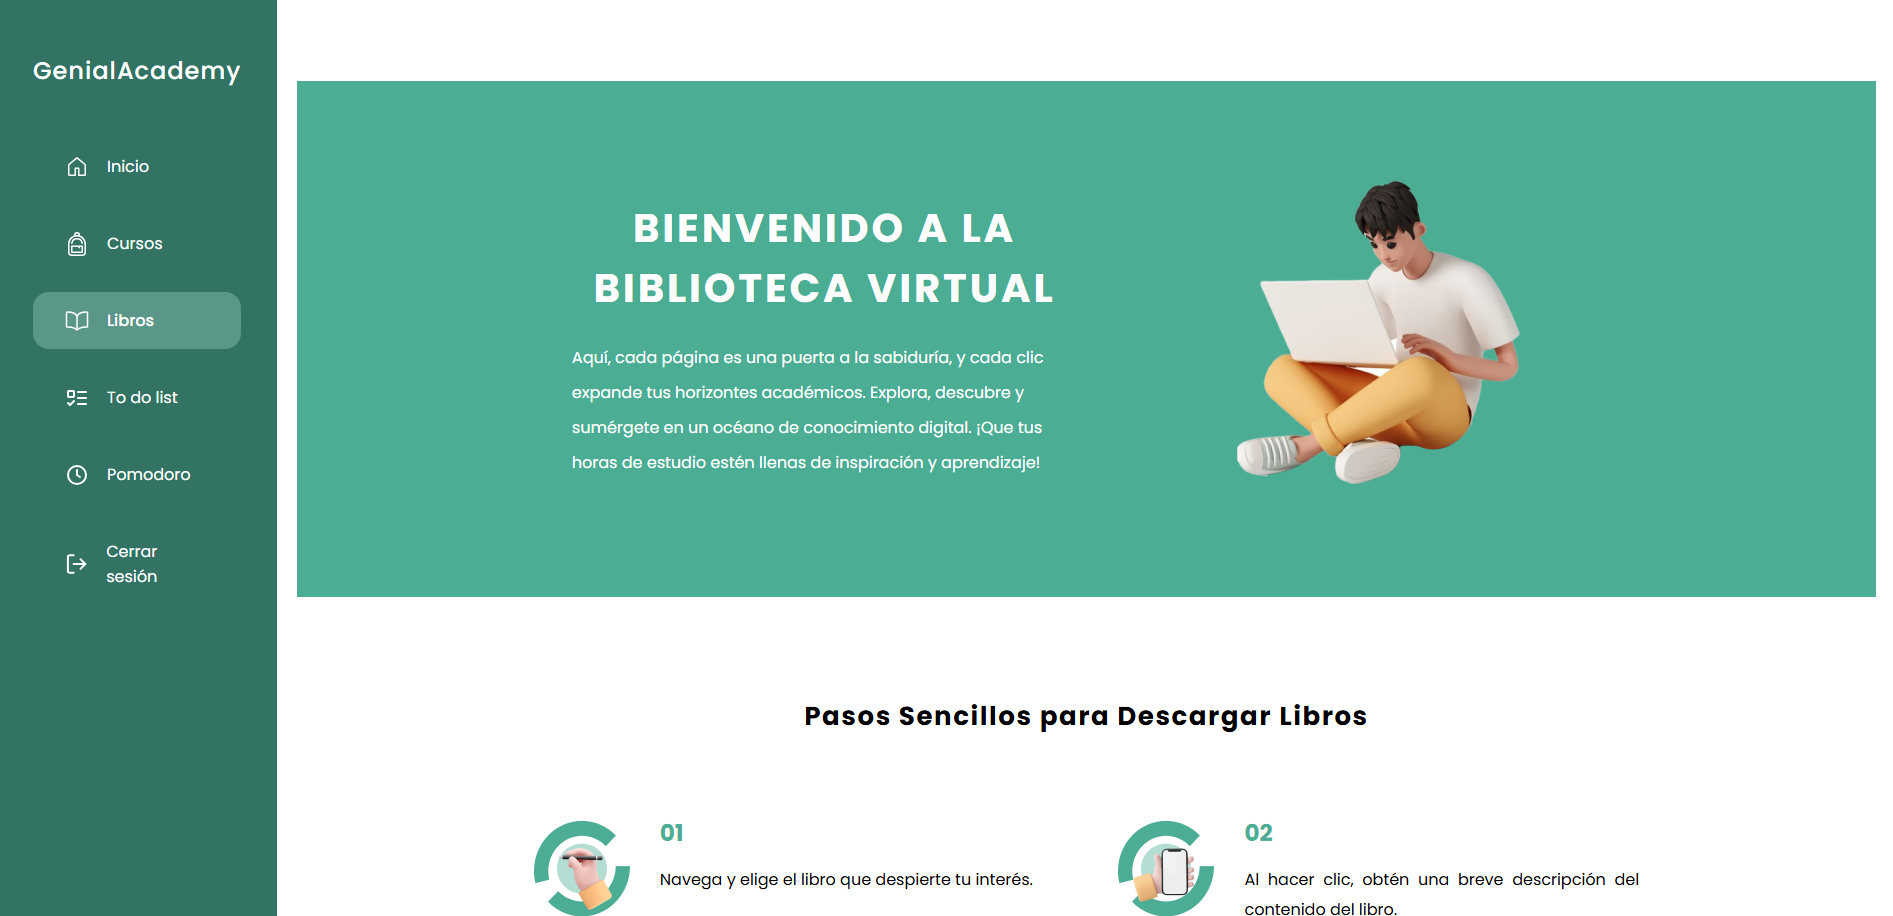 GenialAcademy
Inicio
Cursos
Libros
To do list
Pomodoro
Cerrar
sesión
BIENVENIDO A LA
BIBLIOTECA VIRTUAL
Aquí, cada página es una puerta a la sabiduría, y cada clic
expande tus horizontes académicos. Explora, descubre y
sumérgete en un océano de conocimiento digital. ¡Que tus
horas de estudio estén llenas de inspiración y aprendizaje!
Pasos Sencillos para Descargar Libros
01
Navega y elige el libro que despierte tu interés.
02
Al hacer clic, obtén una breve descripción del
contenido del libro.